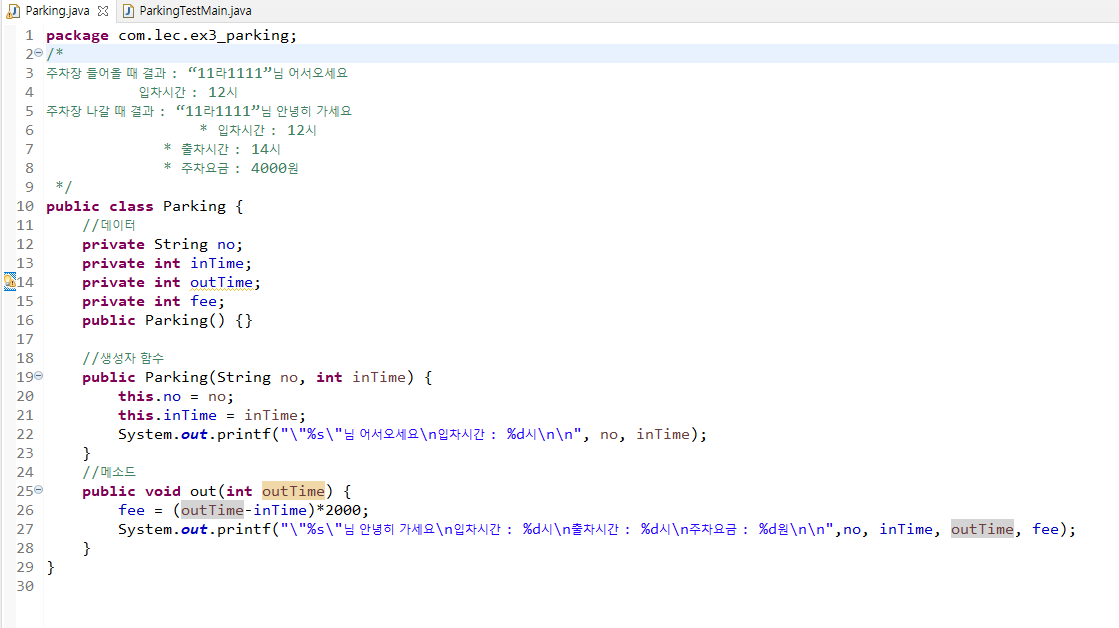 Parking.java ParkingTestMain.java
1 package com.lec.ex3_parking;
2 /*
3 주차장 들어올 때 결과 : “11라1111”님 어서오세요
4 입차시간 : 12시
5 주차장 나갈 때 결과 : “11라1111”님 안녕히 가세요
6 * 입차시간 : 12시
7 * 출차시간 : 14시
8 * 주차요금 : 4000원
9 */
10 public class Parking {
11 //데이터
12 private String no;
13 private int inTime;
14 private int outTime;
15 private int fee;
16 public Parking() {}
17
18 //생성자 함수
19 public Parking(String no, int inTime) {
20 this.no = no;
21 this.inTime = inTime;
22 System.out.printf("\"%s\"님 어서오세요\n입차시간 : %d시\n\n", no, inTime);
23 }
24 //메소드
25 public void out(int outTime) {
26 fee = (outTime-inTime)*2000;
27 System.out.printf("\"%s\"님 안녕히 가세요\n입차시간 : %d시\n출차시간 : %d시\n주차요금 : %d원\n\n",no, inTime, outTime, fee);
28 }
29 }
30